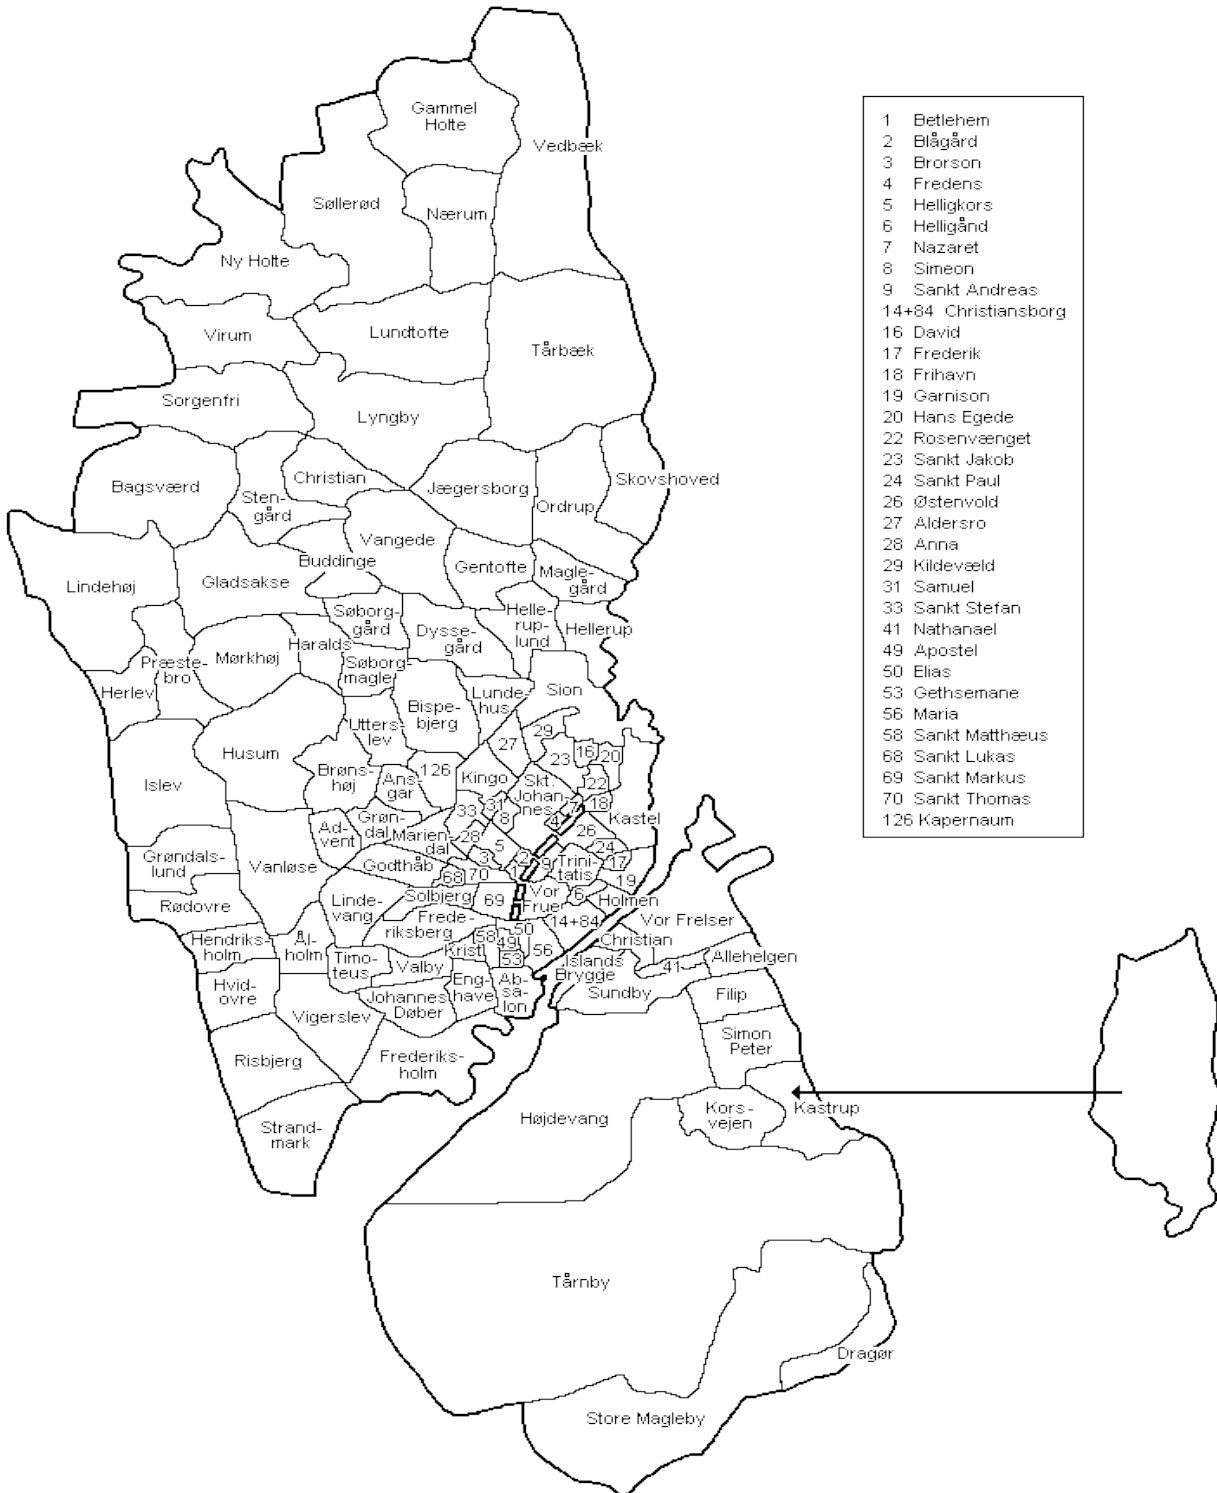 Gammel
Holte
Vedbæk
Søllerød
Nærum
Ny Holte
Virum
Lundtofte
Tårbæk
Sorgenfri
Lyngby
Bagsværd
Sten-
gård
Christian
Jægersborg
Ordrup
Skovshoved
Lindehøj
Gladsakse
Buddinge
Vangede
Gentofte
Magle-
gård
Søborg-
gård
Dysse-
gård
Helle-
rup-
lund
Hellerup
Præste-
bro
Herlev
Mørkhøj
Haralds
Søborg-
magle
Bispe-
bjerg
Lunde-
hus
Sion
Utters-
lev
Husum
Islev
Brøns-
høj
Ans-
gar
126
Kingo
27
29
23
16
20
22
18
Skt.
Johan-
nes
7
4
31
8
33
28
5
3
2
1
70
68
69
9
Kastel
26
24
17
19
Trini-
tatis
Vor
Frue
6
Holmen
14+84
Ad-
vent
Grøn-
dal
Marien-
dal
Grøndals-
lund
Vanløse
Godthåb
Rødovre
Linde-
vang
Solbjerg
Frede-
riksberg
Hendriks-
holm
Ål-
holm
Timo-
teus
Valby
Krist
58
49
50
53
56
Eng-
have
Ab-
sa-
lon
Johannes
Døber
Hvid-
ovre
Vigerslev
Risbjerg
Frederiks-
holm
Strand-
mark
Vor Frelser
Christian
Islands
Brygge
41
Allehelgen
Sundby
Filip
Simon
Peter
Højdevang
Kors-
vejen
Kastrup
Tårnby
Dragør
Store Magleby
1 Betlehem
2 Blågård
3 Brorson
4 Fredens
5 Helligkors
6 Helligånd
7 Nazaret
8 Simeon
9 Sankt Andreas
14+84 Christiansborg
16 David
17 Frederik
18 Frihavn
19 Garnison
20 Hans Egede
22 Rosenvænget
23 Sankt Jakob
24 Sankt Paul
26 Østenvold
27 Aldersro
28 Anna
29 Kildevæld
31 Samuel
33 Sankt Stefan
41 Nathanael
49 Apostel
50 Elias
53 Gethsemane
56 Maria
58 Sankt Matthæus
68 Sankt Lukas
69 Sankt Markus
70 Sankt Thomas
126 Kapernaum